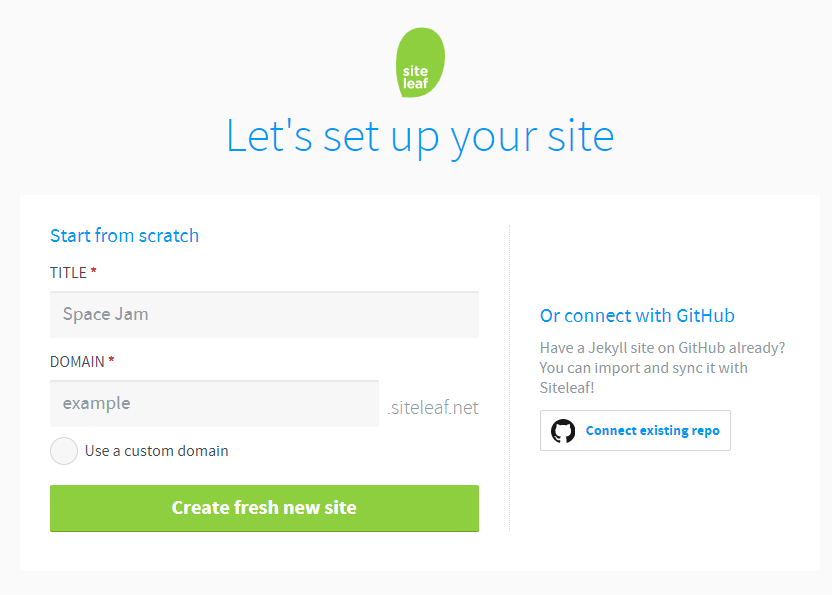 site
leaf
Let's set up your site
Start from scratch
TITLE *
Space Jam
DOMAIN *
example
.siteleaf.net
Use a custom domain
Create fresh new site
Or connect with GitHub
Have a Jekyll site on GitHub already?
You can import and sync it with
Siteleaf!
Connect existing repo